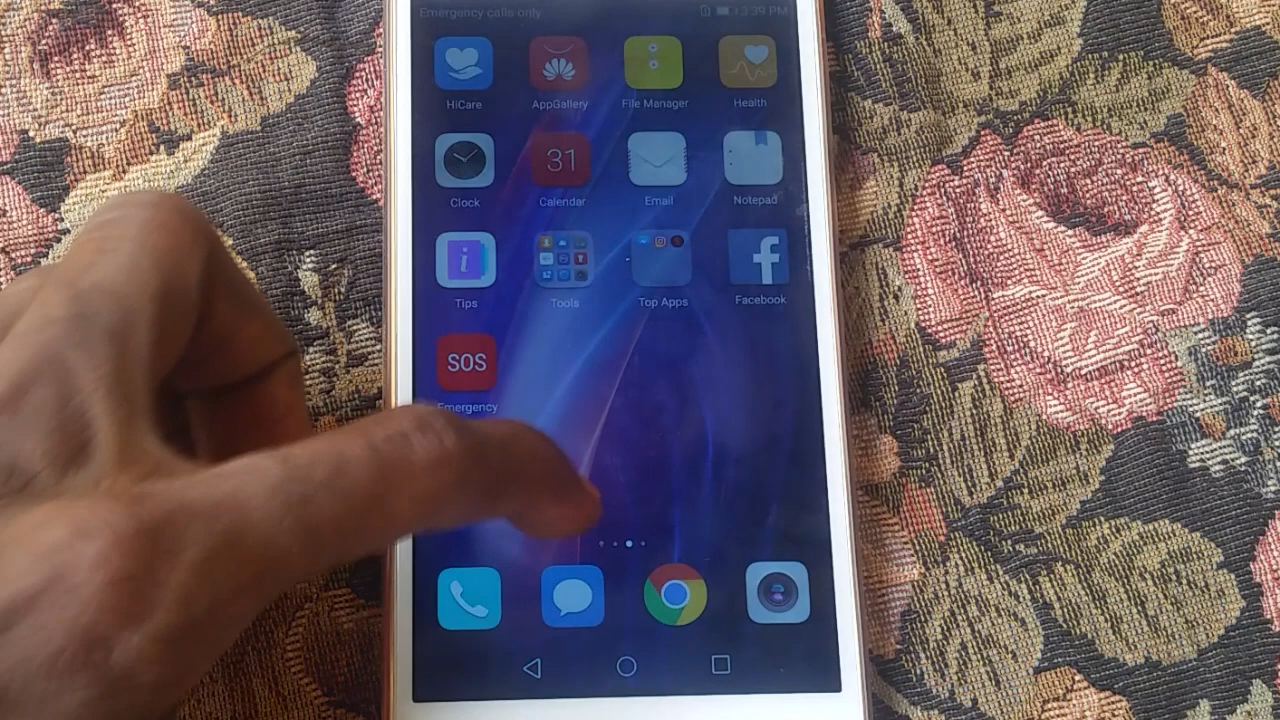 Emergency calls only 3:39 PM
HiCare AppGallery File Manager Health
31
Clock Calendar Email Notepad
i f
Tips Tools Top Apps Facebook
SOS
Emergency